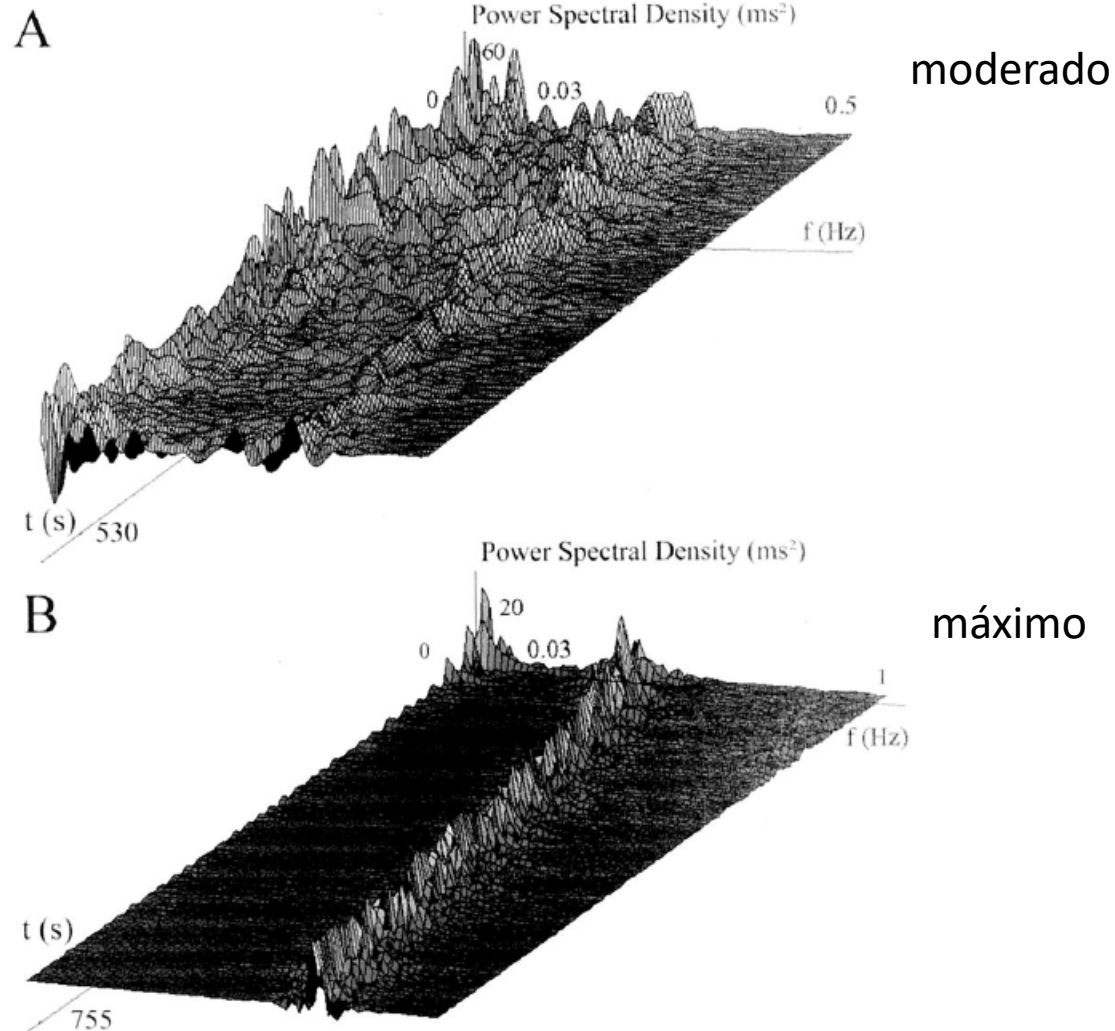 A
Power Spectral Density (ms²)
60
0
0.03
0.5
moderado
f (Hz)
t (s)
530
Power Spectral Density (ms²)
B
20
0
0.03
máximo
1
f (Hz)
t (s)
755